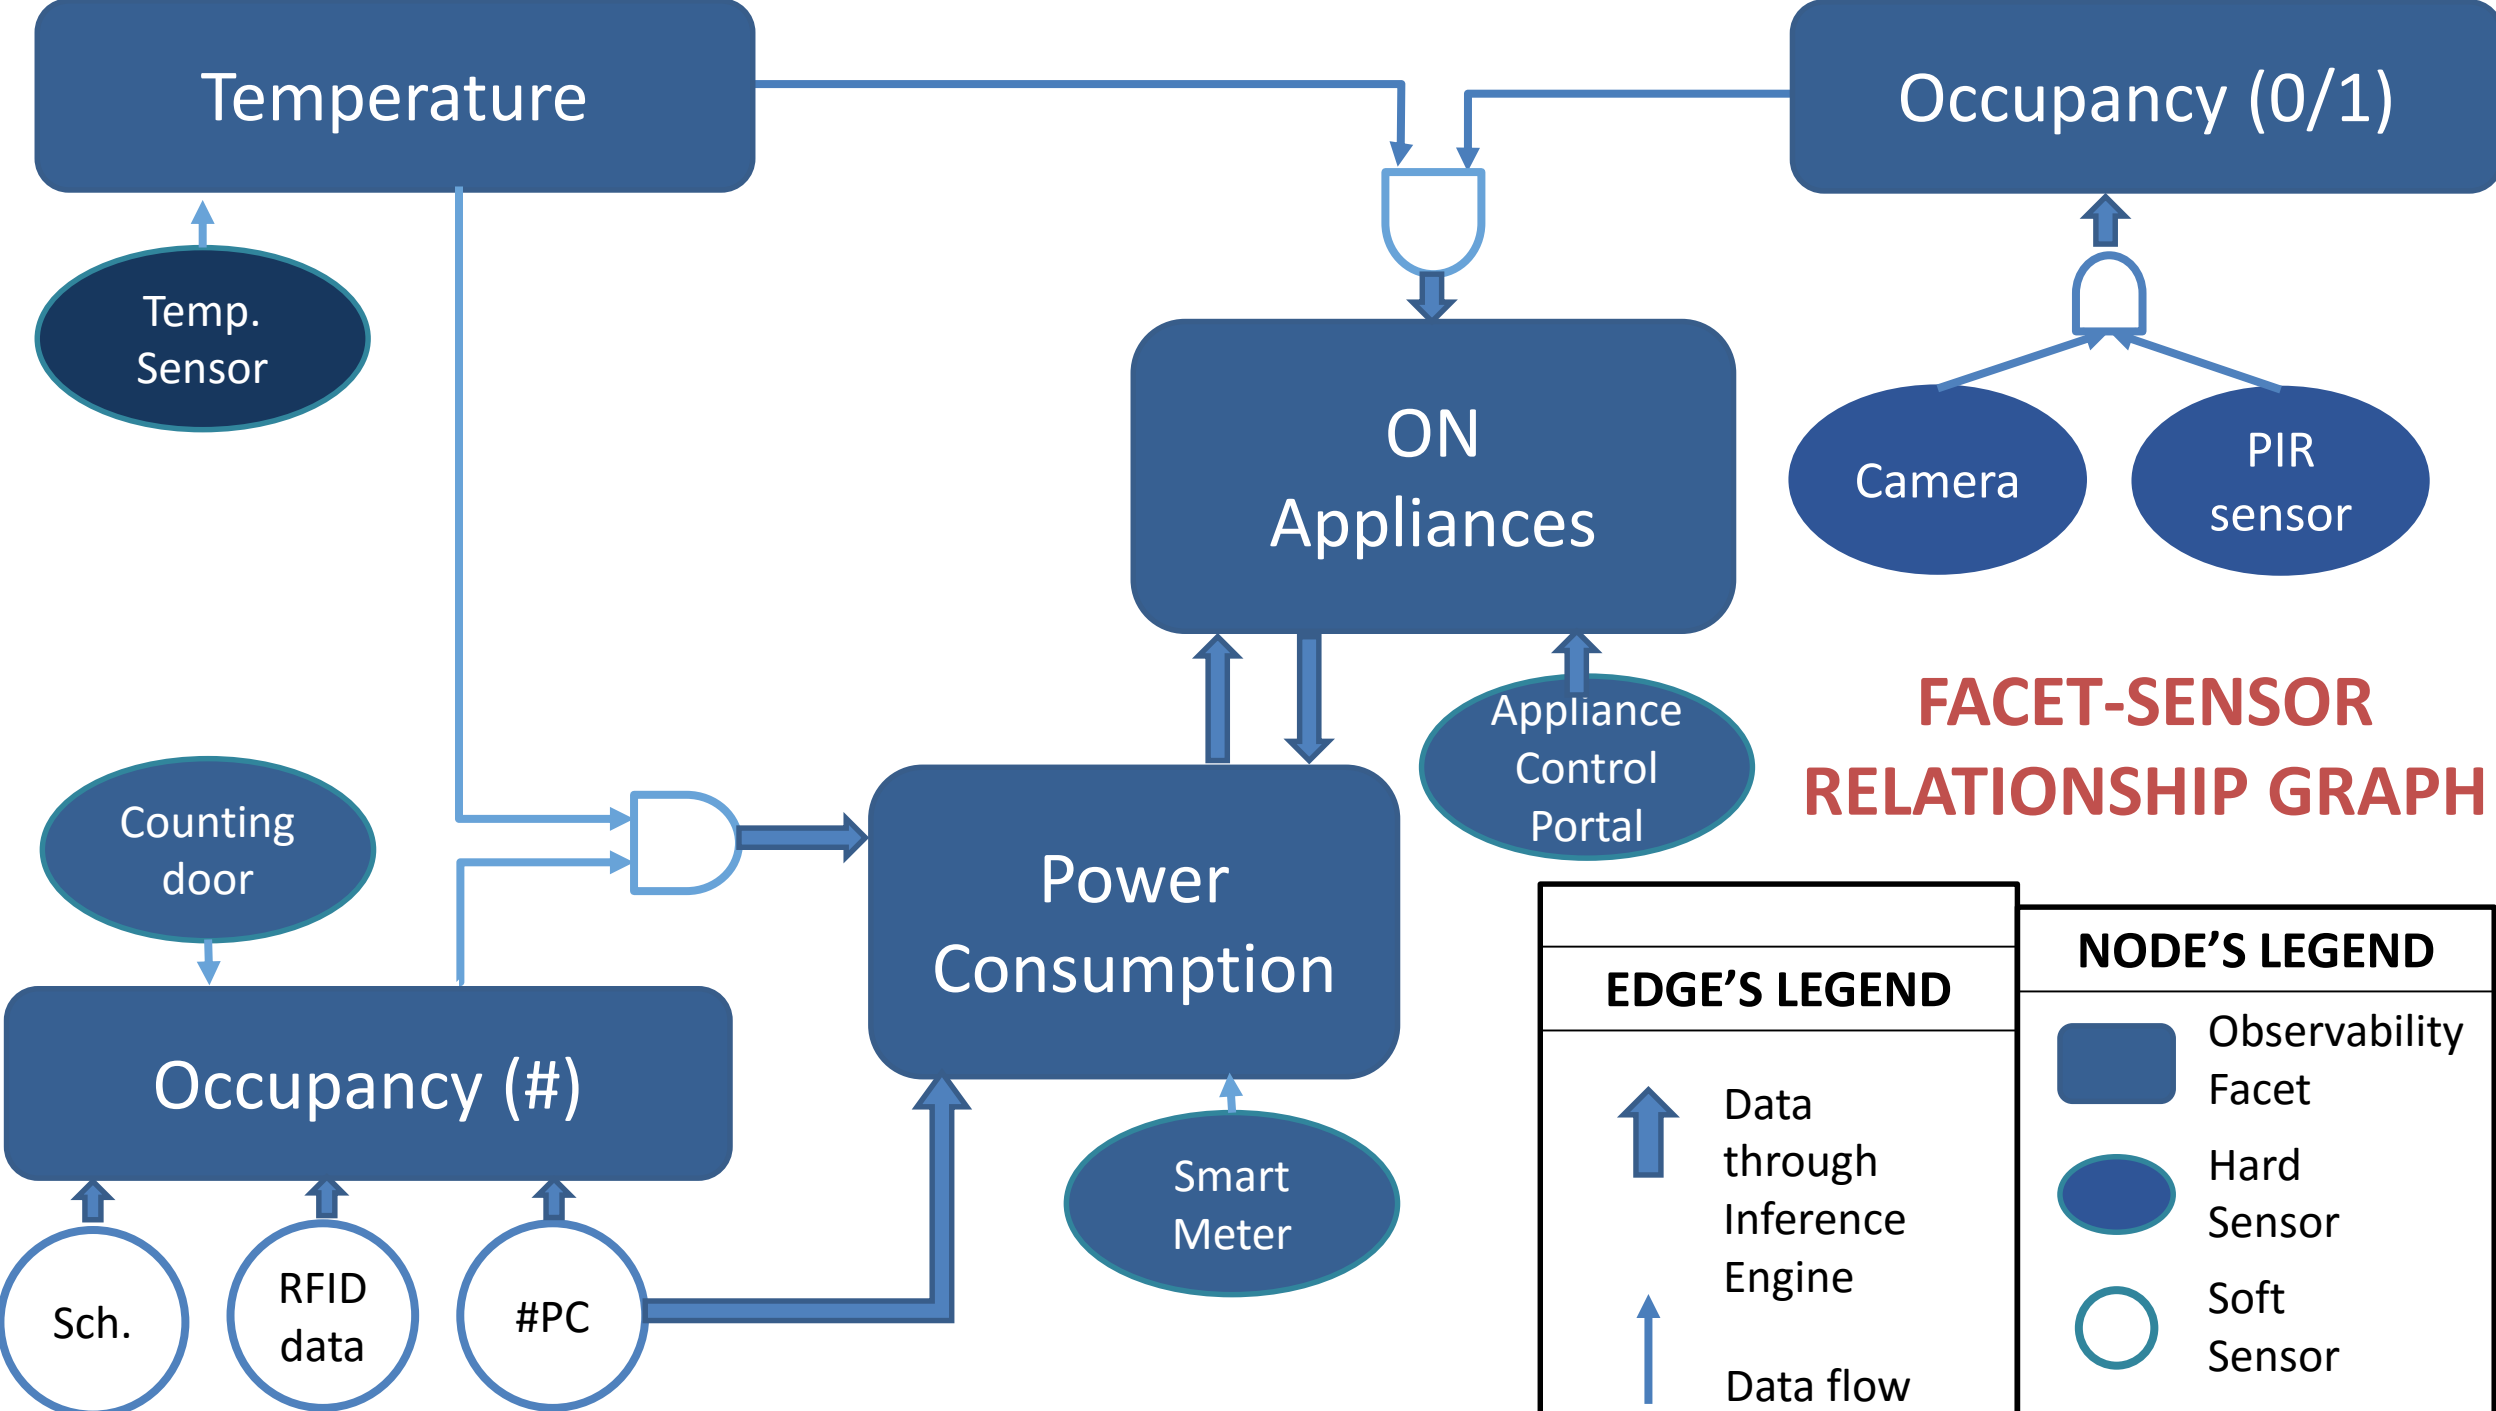 Temperature
Occupancy (0/1)
Temp.
Sensor
ON
Appliances
Camera
PIR
sensor
Appliance
Control
Portal
FACET-SENSOR
RELATIONSHIP GRAPH
Counting
door
Power
Consumption
Occupancy (#)
Sch.
RFID
data
#PC
Smart
Meter
EDGE’S LEGEND
Data
through
Inference
Engine
Data flow
NODE’S LEGEND
Observability
Facet
Hard
Sensor
Soft
Sensor